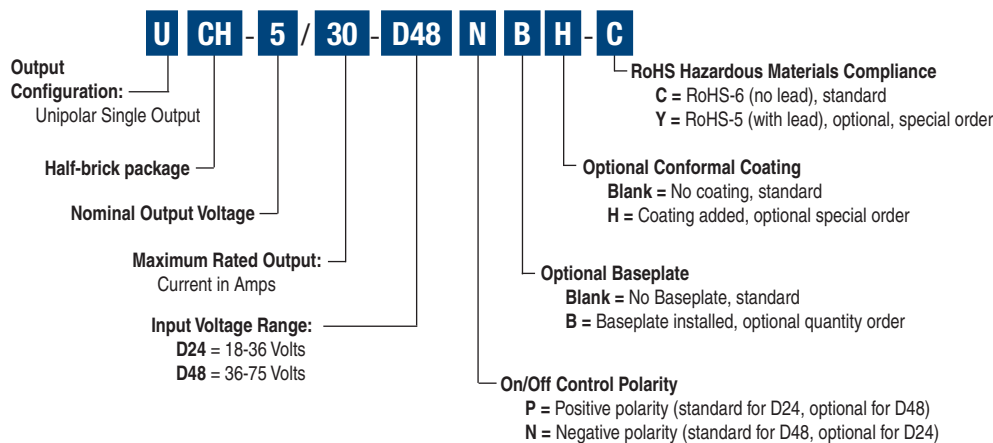 U CH - 5 / 30 - D48 N B H - C
Output
Configuration:
Unipolar Single Output
Half-brick package
Nominal Output Voltage
Maximum Rated Output:
Current in Amps
Input Voltage Range:
D24 = 18-36 Volts
D48 = 36-75 Volts
RoHS Hazardous Materials Compliance
C = RoHS-6 (no lead), standard
Y = RoHS-5 (with lead), optional, special order
Optional Conformal Coating
Blank = No coating, standard
H = Coating added, optional special order
Optional Baseplate
Blank = No Baseplate, standard
B = Baseplate installed, optional quantity order
On/Off Control Polarity
P = Positive polarity (standard for D24, optional for D48)
N = Negative polarity (standard for D48, optional for D24)